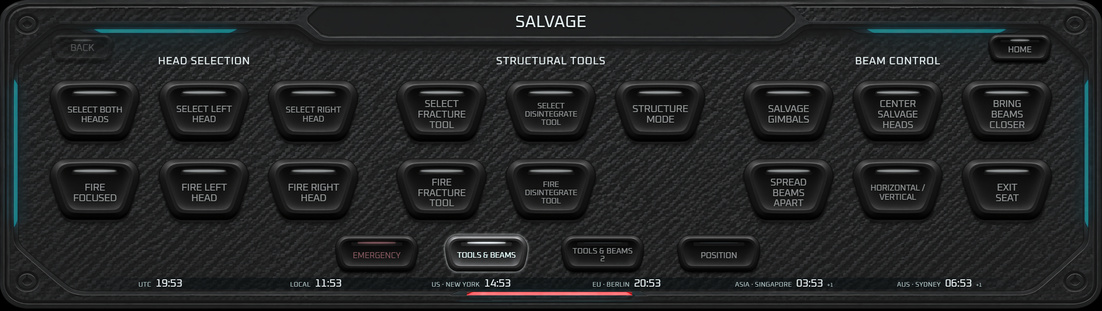 SALVAGE
BACK
HOME
HEAD SELECTION
STRUCTURAL TOOLS
BEAM CONTROL
SELECT BOTH
HEADS
SELECT LEFT
HEAD
SELECT RIGHT
HEAD
SELECT
FRACTURE
TOOL
SELECT
DISINTEGRATE
TOOL
STRUCTURE
MODE
SALVAGE
GIMBALS
CENTER
SALVAGE
HEADS
BRING
BEAMS
CLOSER
FIRE
FOCUSED
FIRE LEFT
HEAD
FIRE RIGHT
HEAD
FIRE
FRACTURE
TOOL
FIRE
DISINTEGRATE
TOOL
SPREAD
BEAMS
APART
HORIZONTAL /
VERTICAL
EXIT
SEAT
EMERGENCY
TOOLS & BEAMS
TOOLS & BEAMS
2
POSITION
UTC 19:53
LOCAL 11:53
US · NEW YORK 14:53
EU · BERLIN 20:53
ASIA · SINGAPORE 03:53 +1
AUS · SYDNEY 06:53 +1